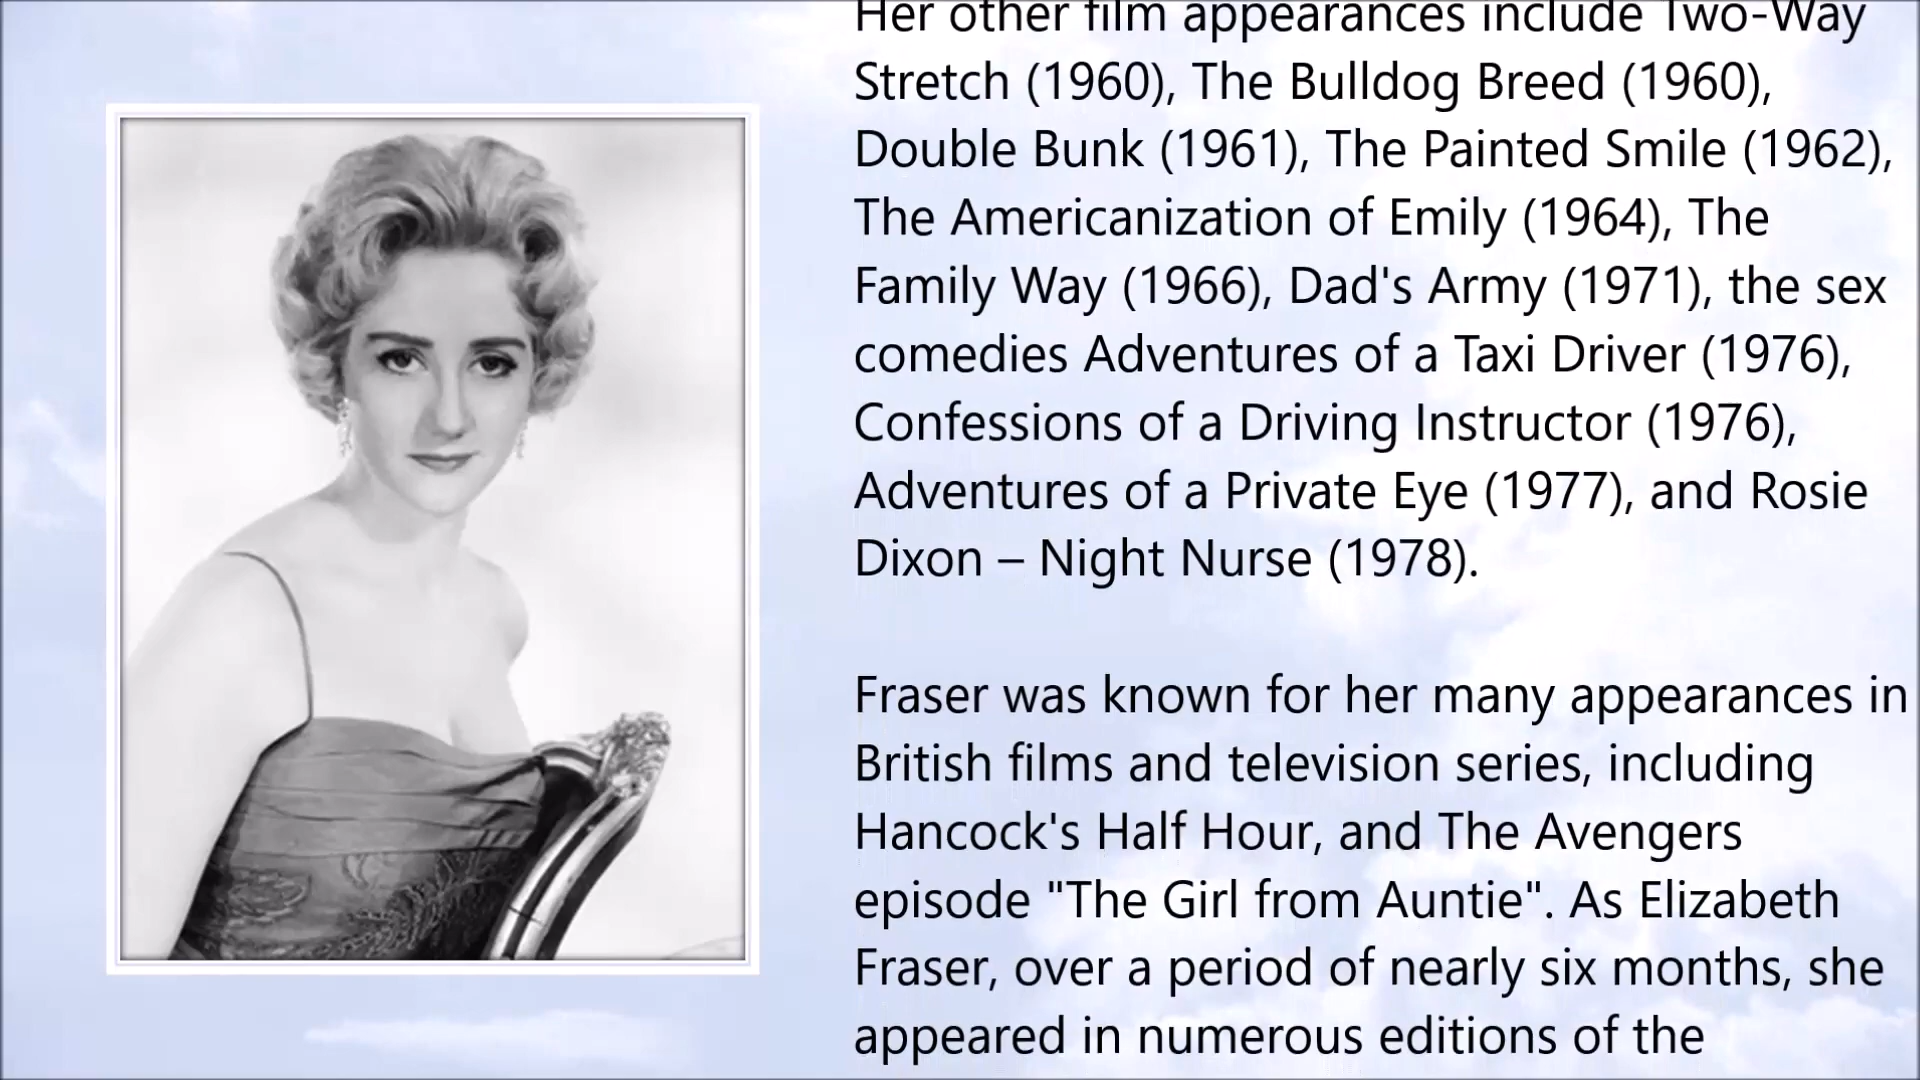 Her other film appearances include Two-Way
Stretch (1960), The Bulldog Breed (1960),
Double Bunk (1961), The Painted Smile (1962),
The Americanization of Emily (1964), The
Family Way (1966), Dad's Army (1971), the sex
comedies Adventures of a Taxi Driver (1976),
Confessions of a Driving Instructor (1976),
Adventures of a Private Eye (1977), and Rosie
Dixon – Night Nurse (1978).
Fraser was known for her many appearances in
British films and television series, including
Hancock's Half Hour, and The Avengers
episode "The Girl from Auntie". As Elizabeth
Fraser, over a period of nearly six months, she
appeared in numerous editions of the